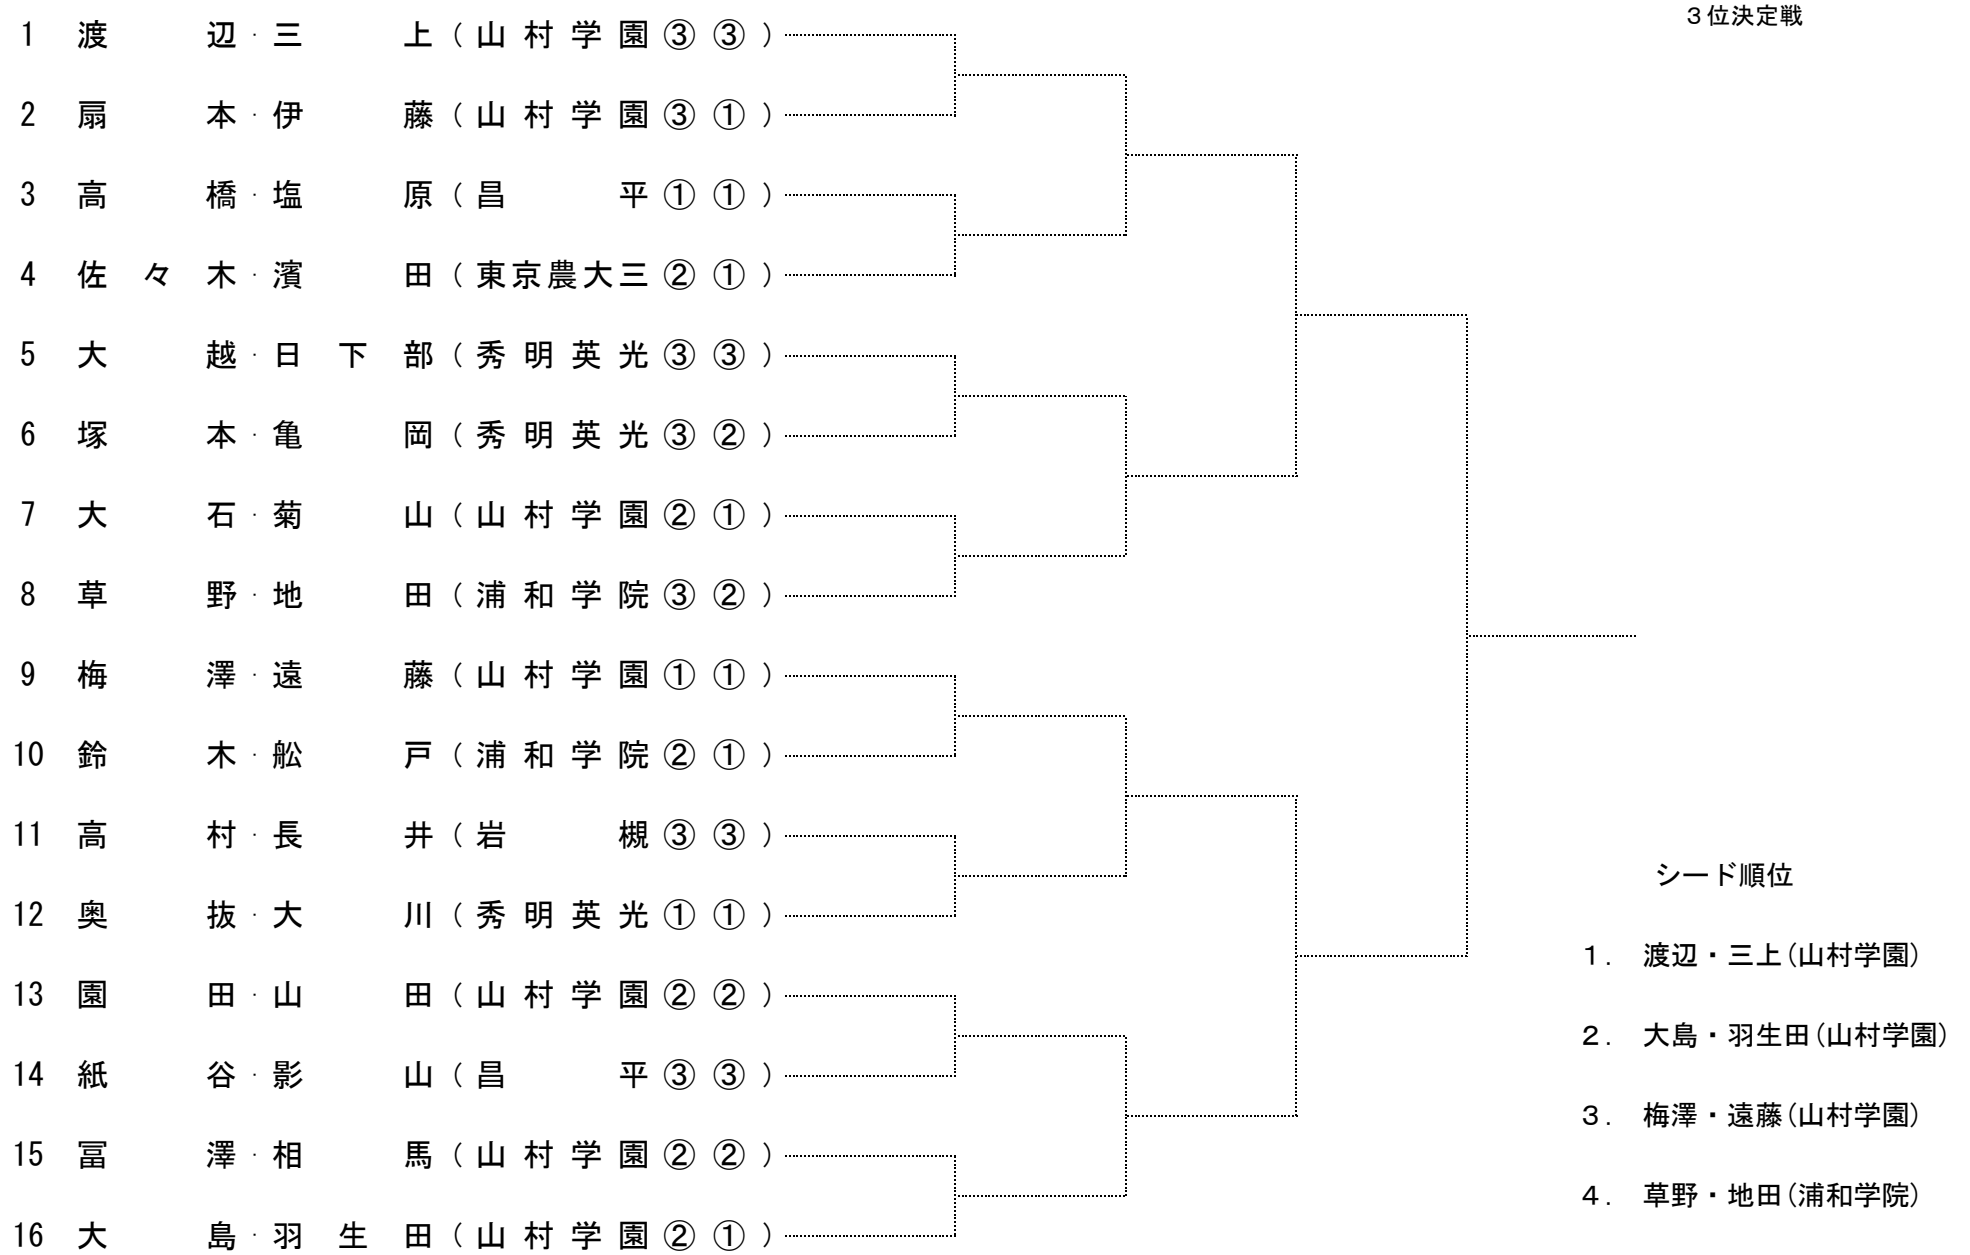 ３位決定戦
1 渡辺・三上（山村学園③③）
2 扇本・伊藤（山村学園③①）
3 高橋・塩原（昌平①①）
4 佐々木・濱田（東京農大三②①）
5 大越・日下部（秀明英光③③）
6 塚本・亀岡（秀明英光③②）
7 大石・菊山（山村学園②①）
8 草野・地田（浦和学院③②）
9 梅澤・遠藤（山村学園①①）
10 鈴木・舩戸（浦和学院②①）
11 高村・長井（岩槻③③）
12 奥抜・大川（秀明英光①①）
13 園田・山田（山村学園②②）
14 紙谷・影山（昌平③③）
15 冨澤・相馬（山村学園②②）
16 大島・羽生田（山村学園②①）
シード順位
１． 渡辺・三上（山村学園）
２． 大島・羽生田（山村学園）
３． 梅澤・遠藤（山村学園）
４． 草野・地田（浦和学院）